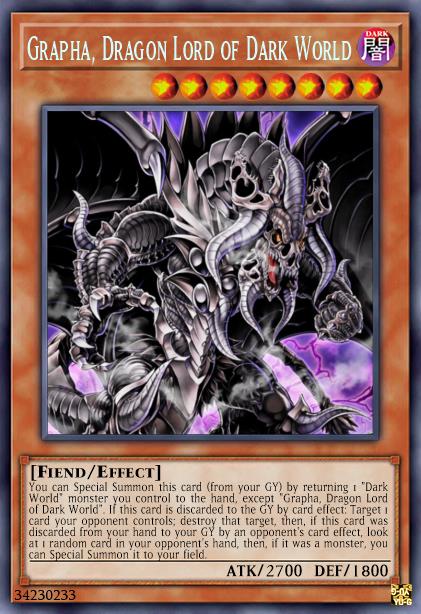 GRAPHA, DRAGON LORD OF DARK WORLD
DARK
闇
[FIEND/EFFECT]
You can Special Summon this card (from your GY) by returning 1 "Dark
World" monster you control to the hand, except "Grapha, Dragon Lord
of Dark World". If this card is discarded to the GY by card effect: Target 1
card your opponent controls; destroy that target, then, if this card was
discarded from your hand to your GY by an opponent's card effect, look
at 1 random card in your opponent's hand, then, if it was a monster, you
can Special Summon it to your field.
ATK/2700 DEF/1800
34230233